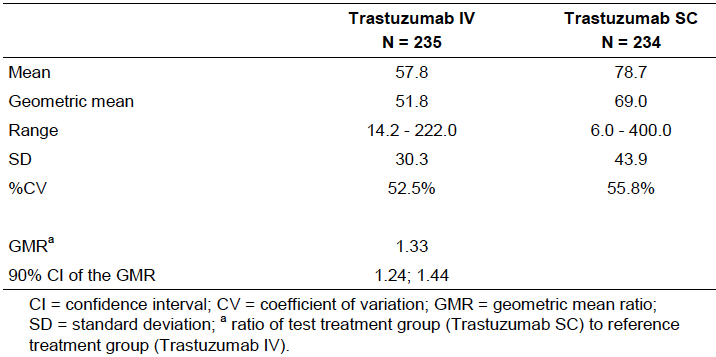 Trastuzumab IV Trastuzumab SC
N = 235 N = 234
Mean 57.8 78.7
Geometric mean 51.8 69.0
Range 14.2 - 222.0 6.0 - 400.0
SD 30.3 43.9
%CV 52.5% 55.8%
GMRa 1.33
90% CI of the GMR 1.24; 1.44
CI = confidence interval; CV = coefficient of variation; GMR = geometric mean ratio;
SD = standard deviation; a ratio of test treatment group (Trastuzumab SC) to reference
treatment group (Trastuzumab IV).